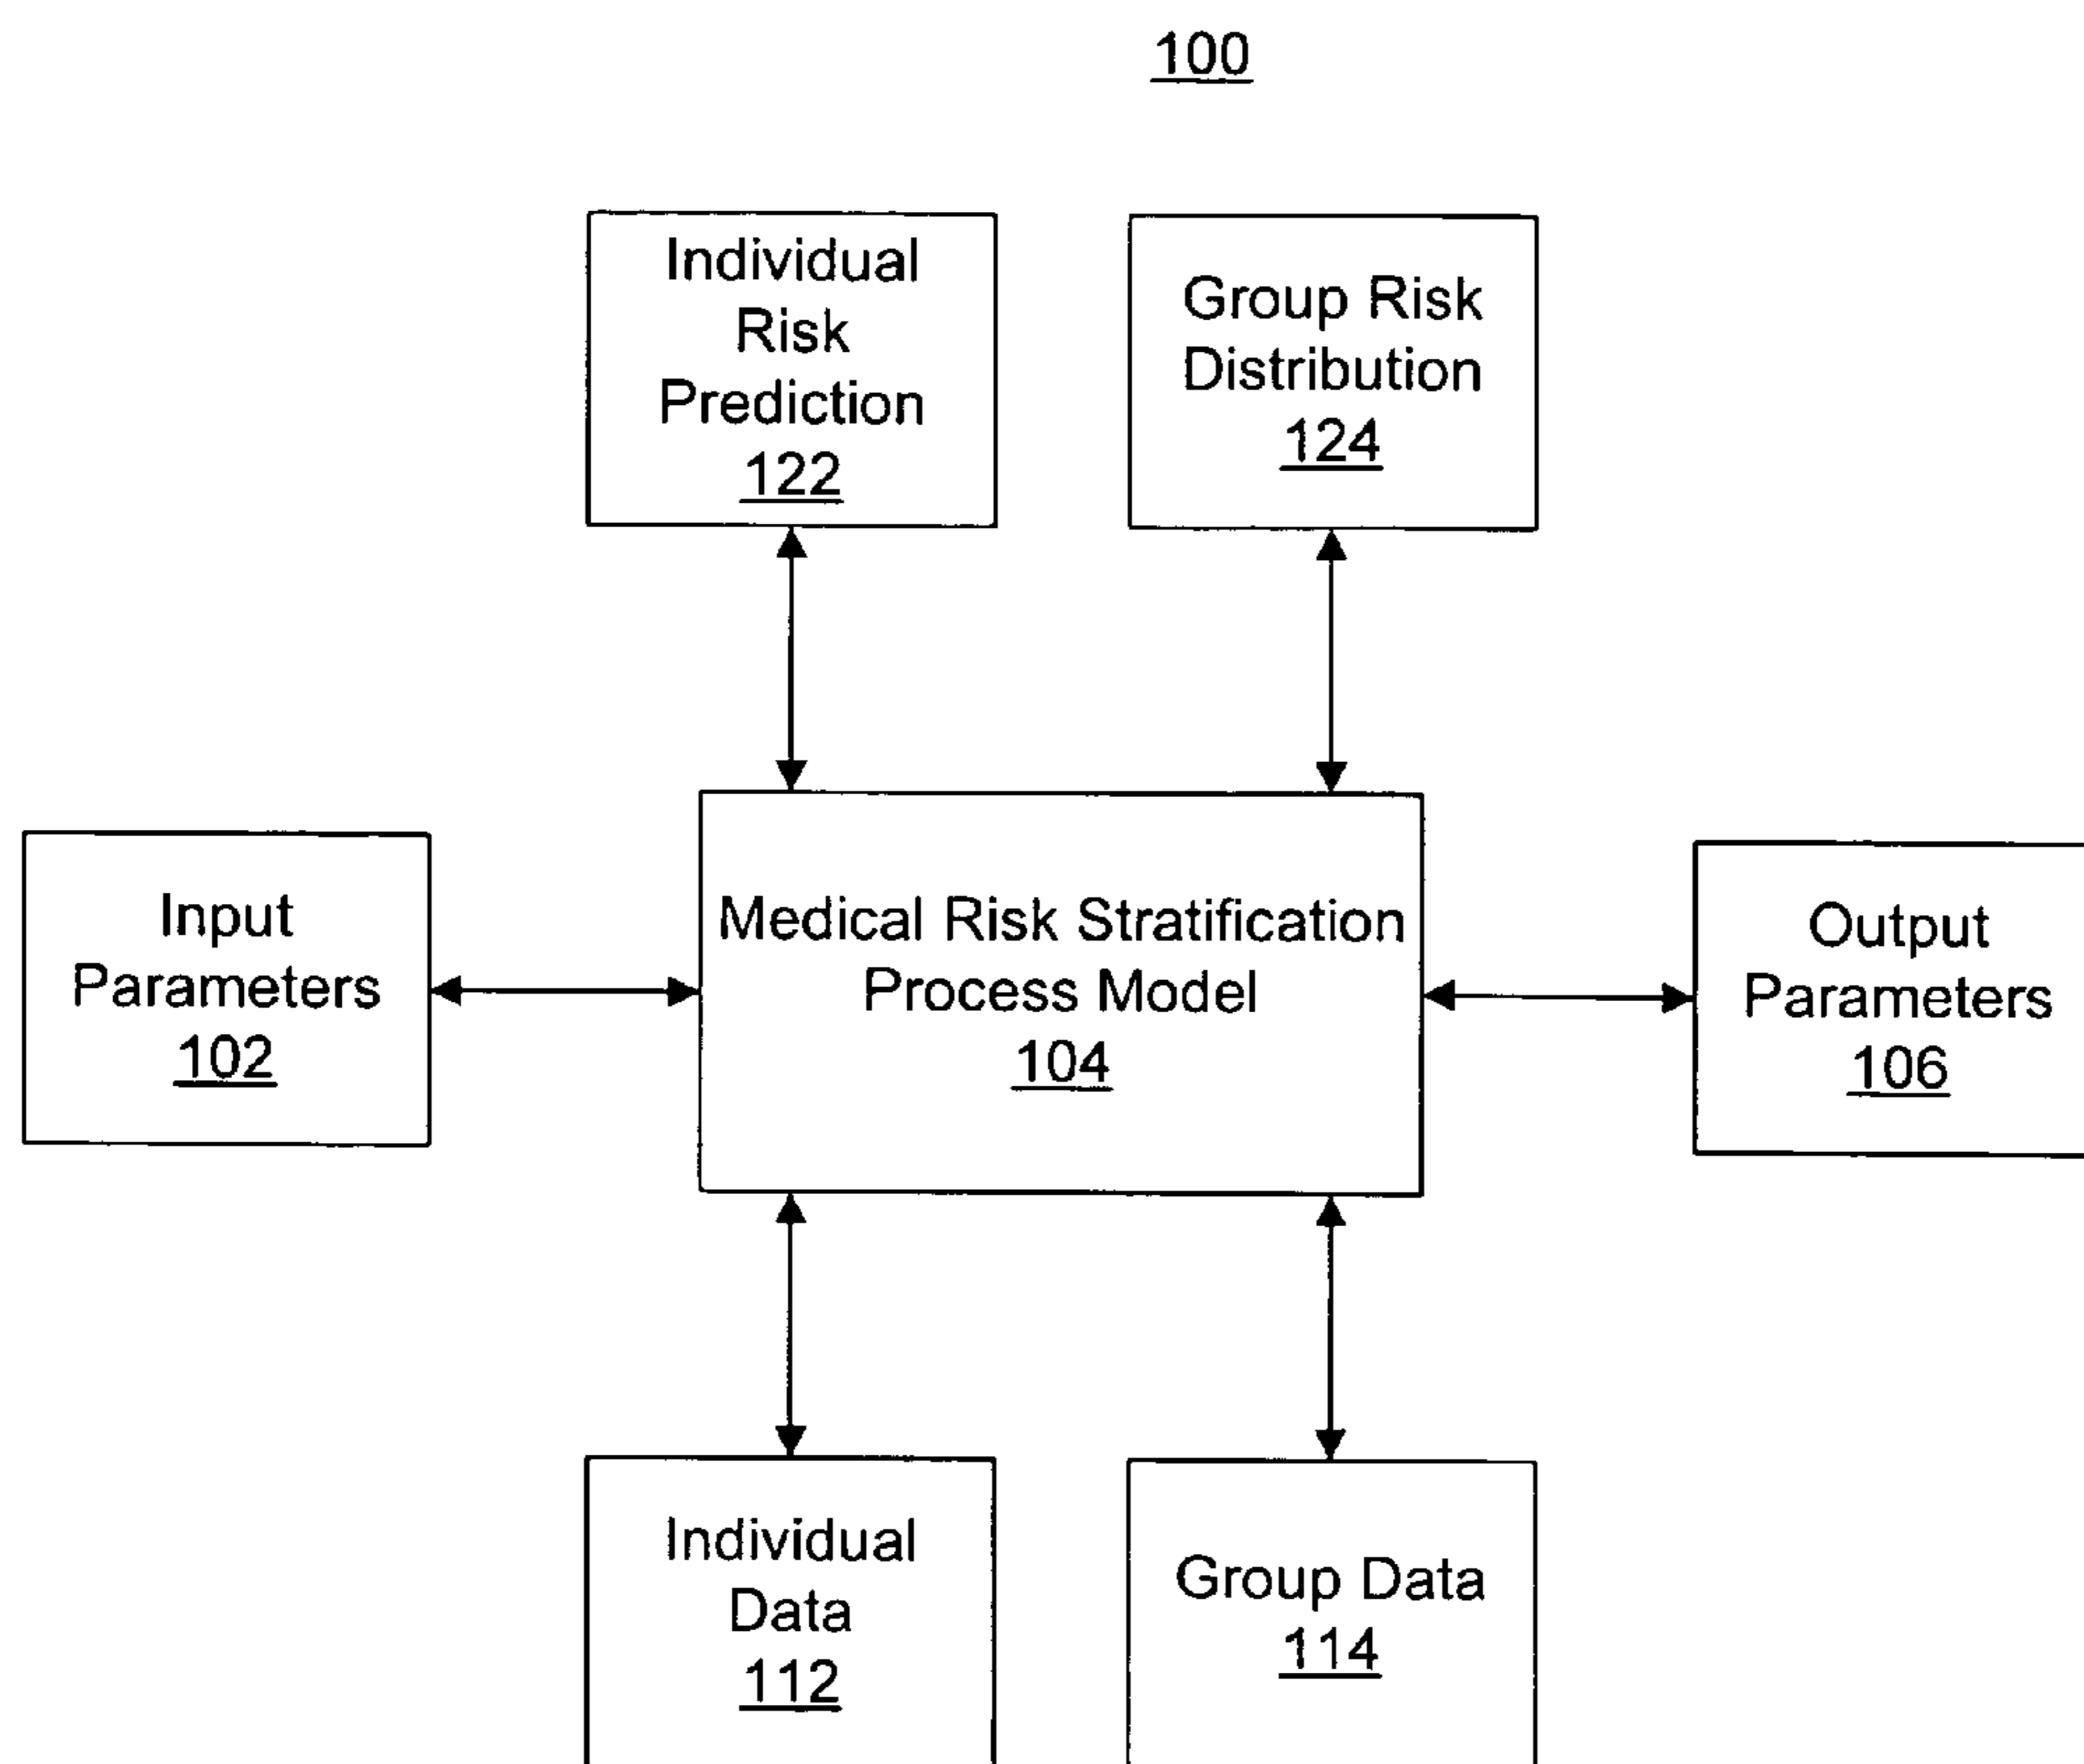 100
Individual
Risk
Prediction
122
Group Risk
Distribution
124
Input
Parameters
102
Medical Risk Stratification
Process Model
104
Output
Parameters
106
Individual
Data
112
Group Data
114